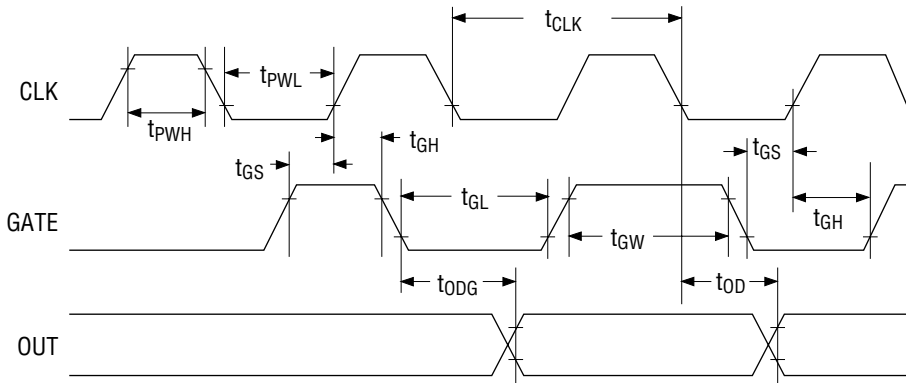 tCLK
CLK
tPWL
tPWH
tGH
tGS
tGS
GATE
tGL
tGW
tGH
tODG
tOD
OUT